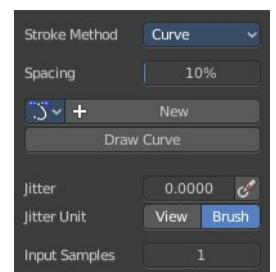 Stroke Method Curve
Spacing 10%
New
Draw Curve
Jitter 0.0000
Jitter Unit View Brush
Input Samples 1